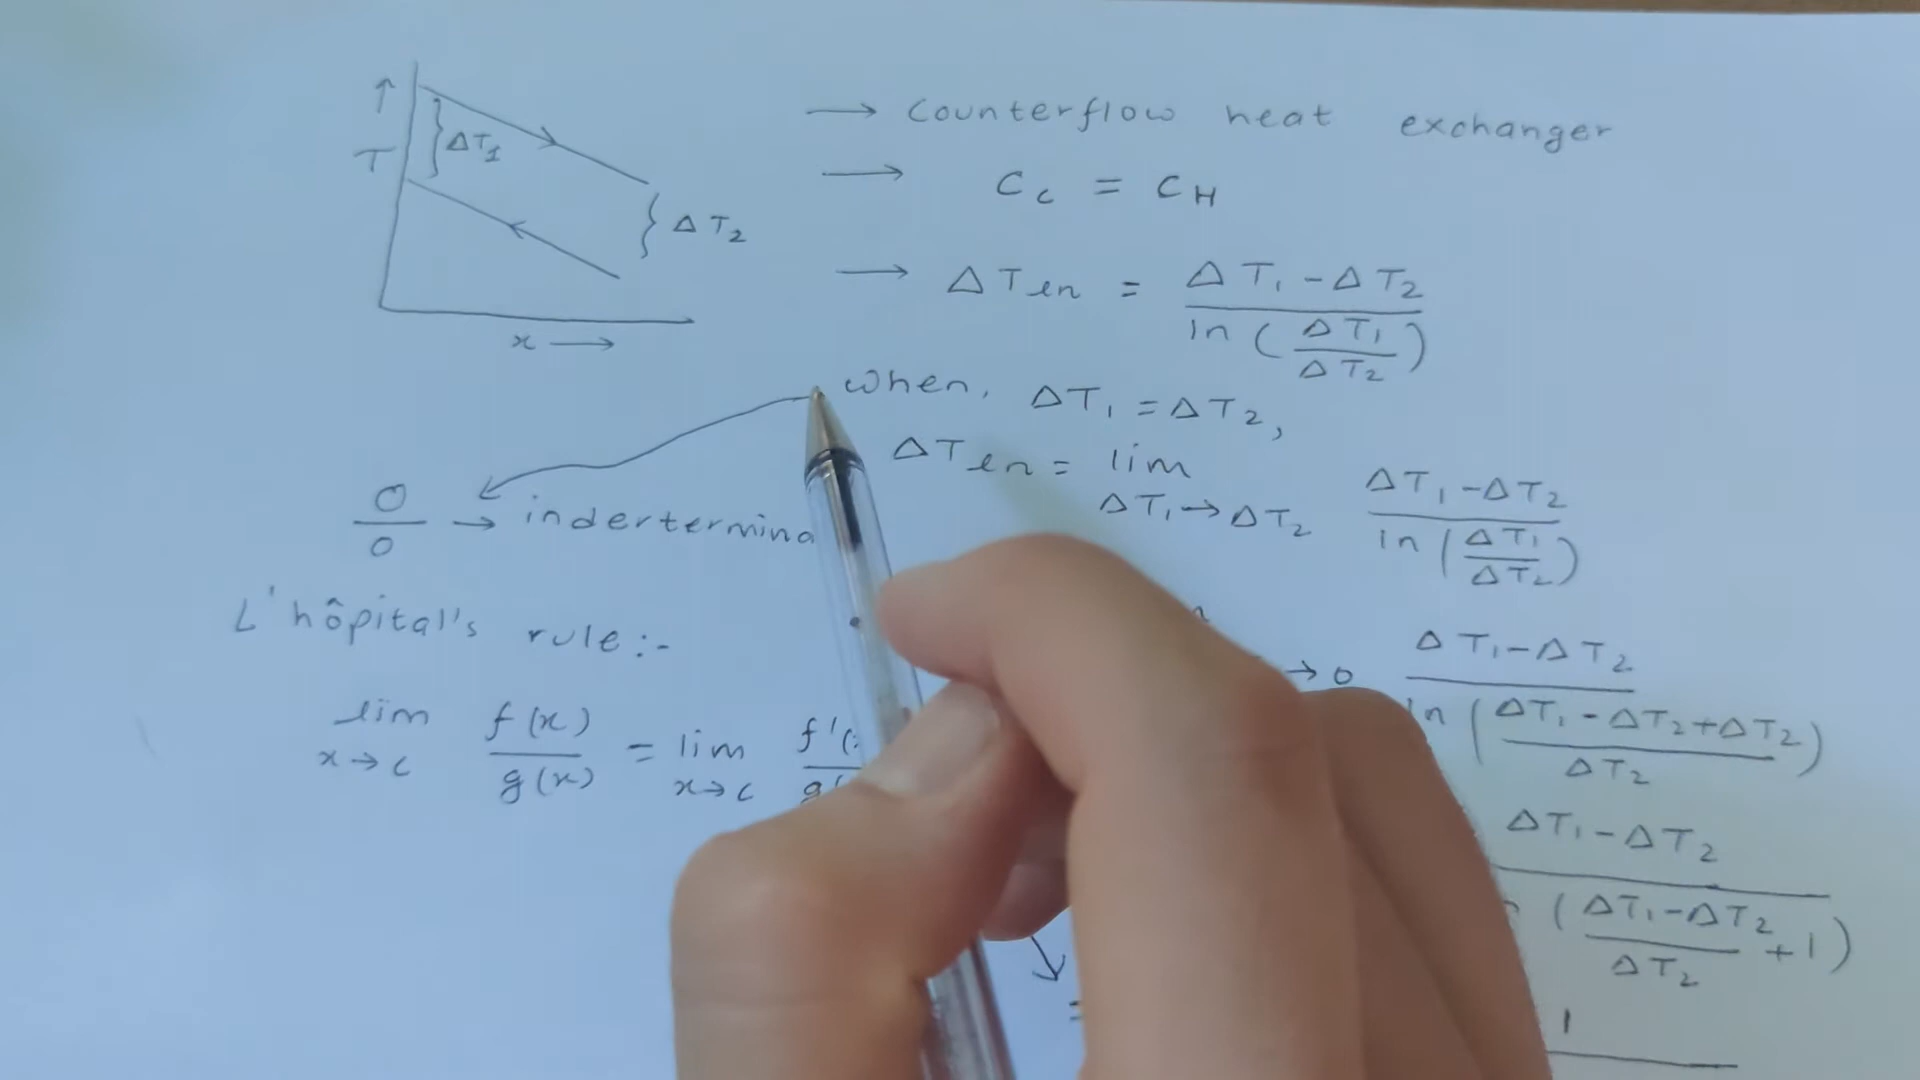 ↑
T
ΔT1
ΔT2
x →
→ Counterflow heat exchanger
→ Cc = CH
→ ΔTln = ΔT1 - ΔT2
ln (ΔT1
ΔT2)
when, ΔT1 = ΔT2,
ΔTln = lim
ΔT1→ΔT2
ΔT1-ΔT2
ln (ΔT1
ΔT2)
0
0 →
L'hôpital's rule:-
lim
x→c
f(x)
g(x)
= lim
x→c
→0
ΔT1-ΔT2
ln (ΔT1-ΔT2+ΔT2
ΔT2)
ΔT1-ΔT2
(ΔT1-ΔT2
ΔT2 +1)
=
1